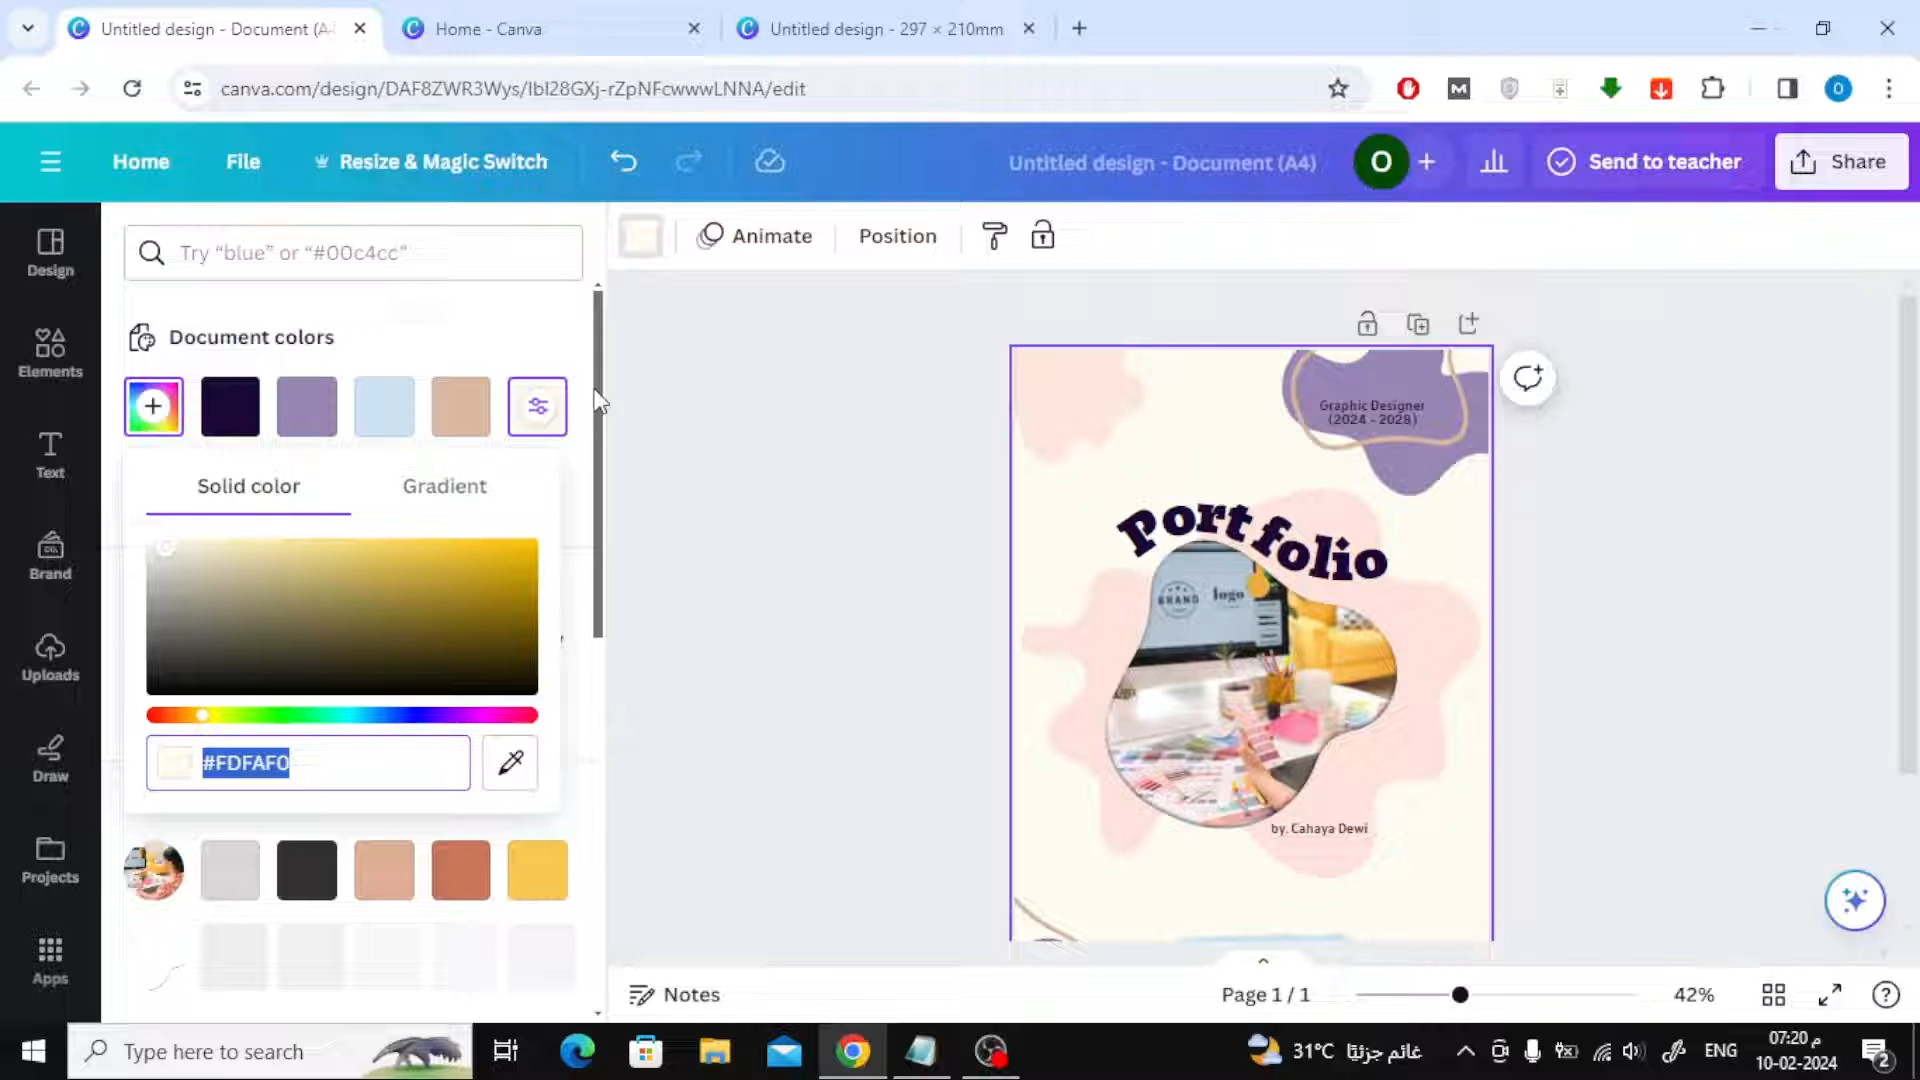 Untitled design - Document (A
Home - Canva
Untitled design - 297 × 210mm
canva.com/design/DAF8ZWR3Wys/IbI28GXj-rZpNFcwwwLNNA/edit
Home
File
Resize & Magic Switch
Untitled design - Document (A4)
O
Send to teacher
Share
Try “blue” or “#00c4cc”
Animate
Position
Design
Elements
Text
Brand
Uploads
Draw
Projects
Apps
Document colors
Solid color
Gradient
#FDFAF0
Graphic Designer
(2024 - 2028)
Portfolio
BRAND
logo
by. Cahaya Dewi
Notes
Page 1 / 1
42%
Type here to search
31°C غائم جزئيًا
ENG
07:20 م
10-02-2024
2